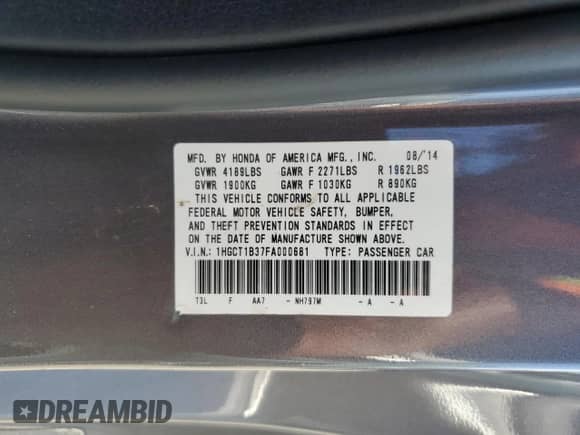 MFD. BY HONDA OF AMERICA MFG., INC. 08/'14
GVWR 4189LBS GAWR F 2271LBS R 1962LBS
GVWR 1900KG GAWR F 1030KG R 890KG
THIS VEHICLE CONFORMS TO ALL APPLICABLE
FEDERAL MOTOR VEHICLE SAFETY, BUMPER,
AND THEFT PREVENTION STANDARDS IN EFFECT
ON THE DATE OF MANUFACTURE SHOWN ABOVE.
V.I.N.: 1HGCT1B37FA000681 TYPE: PASSENGER CAR
T3L F AA7 - NH797M - A - A
DREAMBID